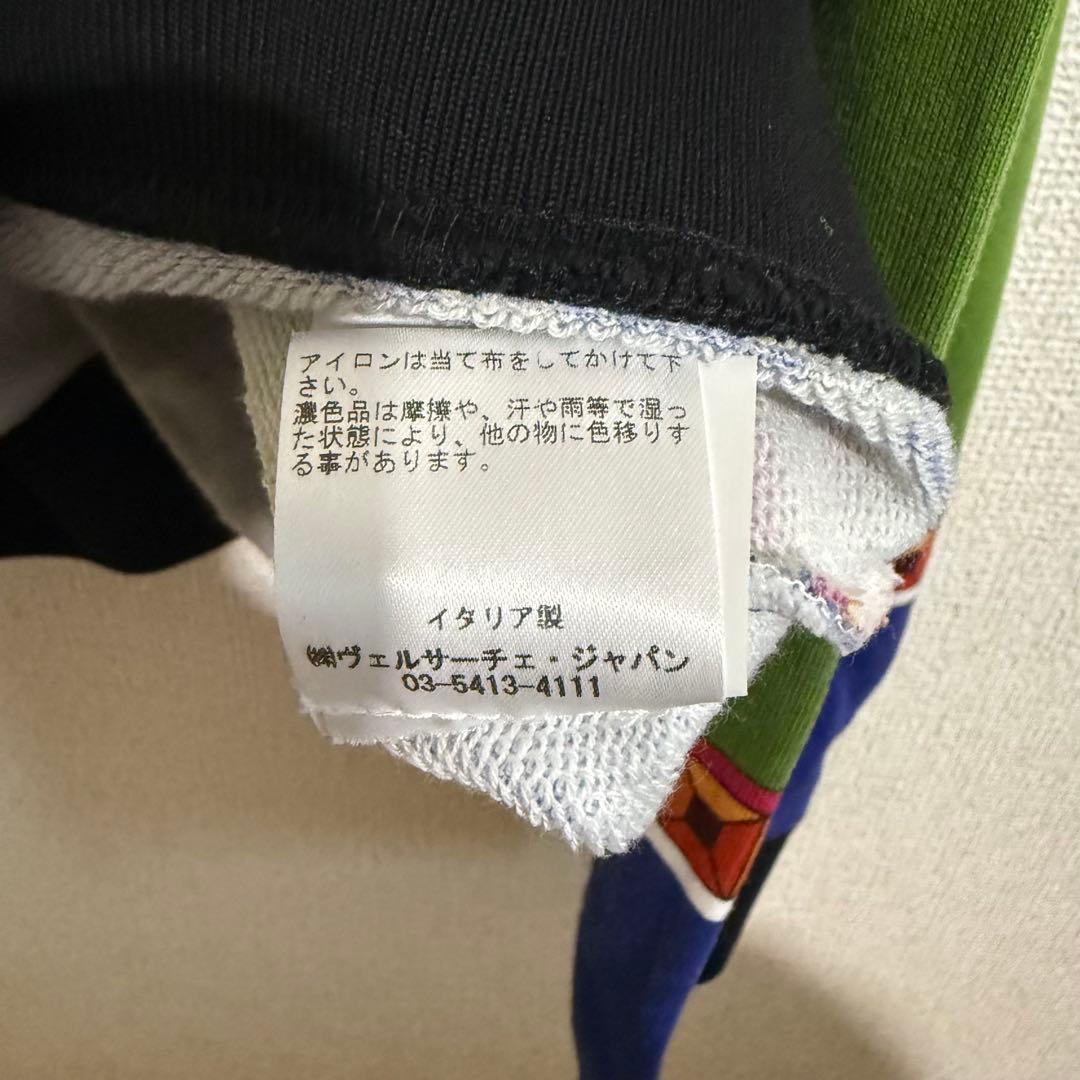 アイロンは当て布をしてかけて下
さい。
濃色品は摩擦や、汗や雨等で湿っ
た状態により、他の物に色移りす
る事があります。
イタリア製
㈱ヴェルサーチェ・ジャパン
03-5413-4111